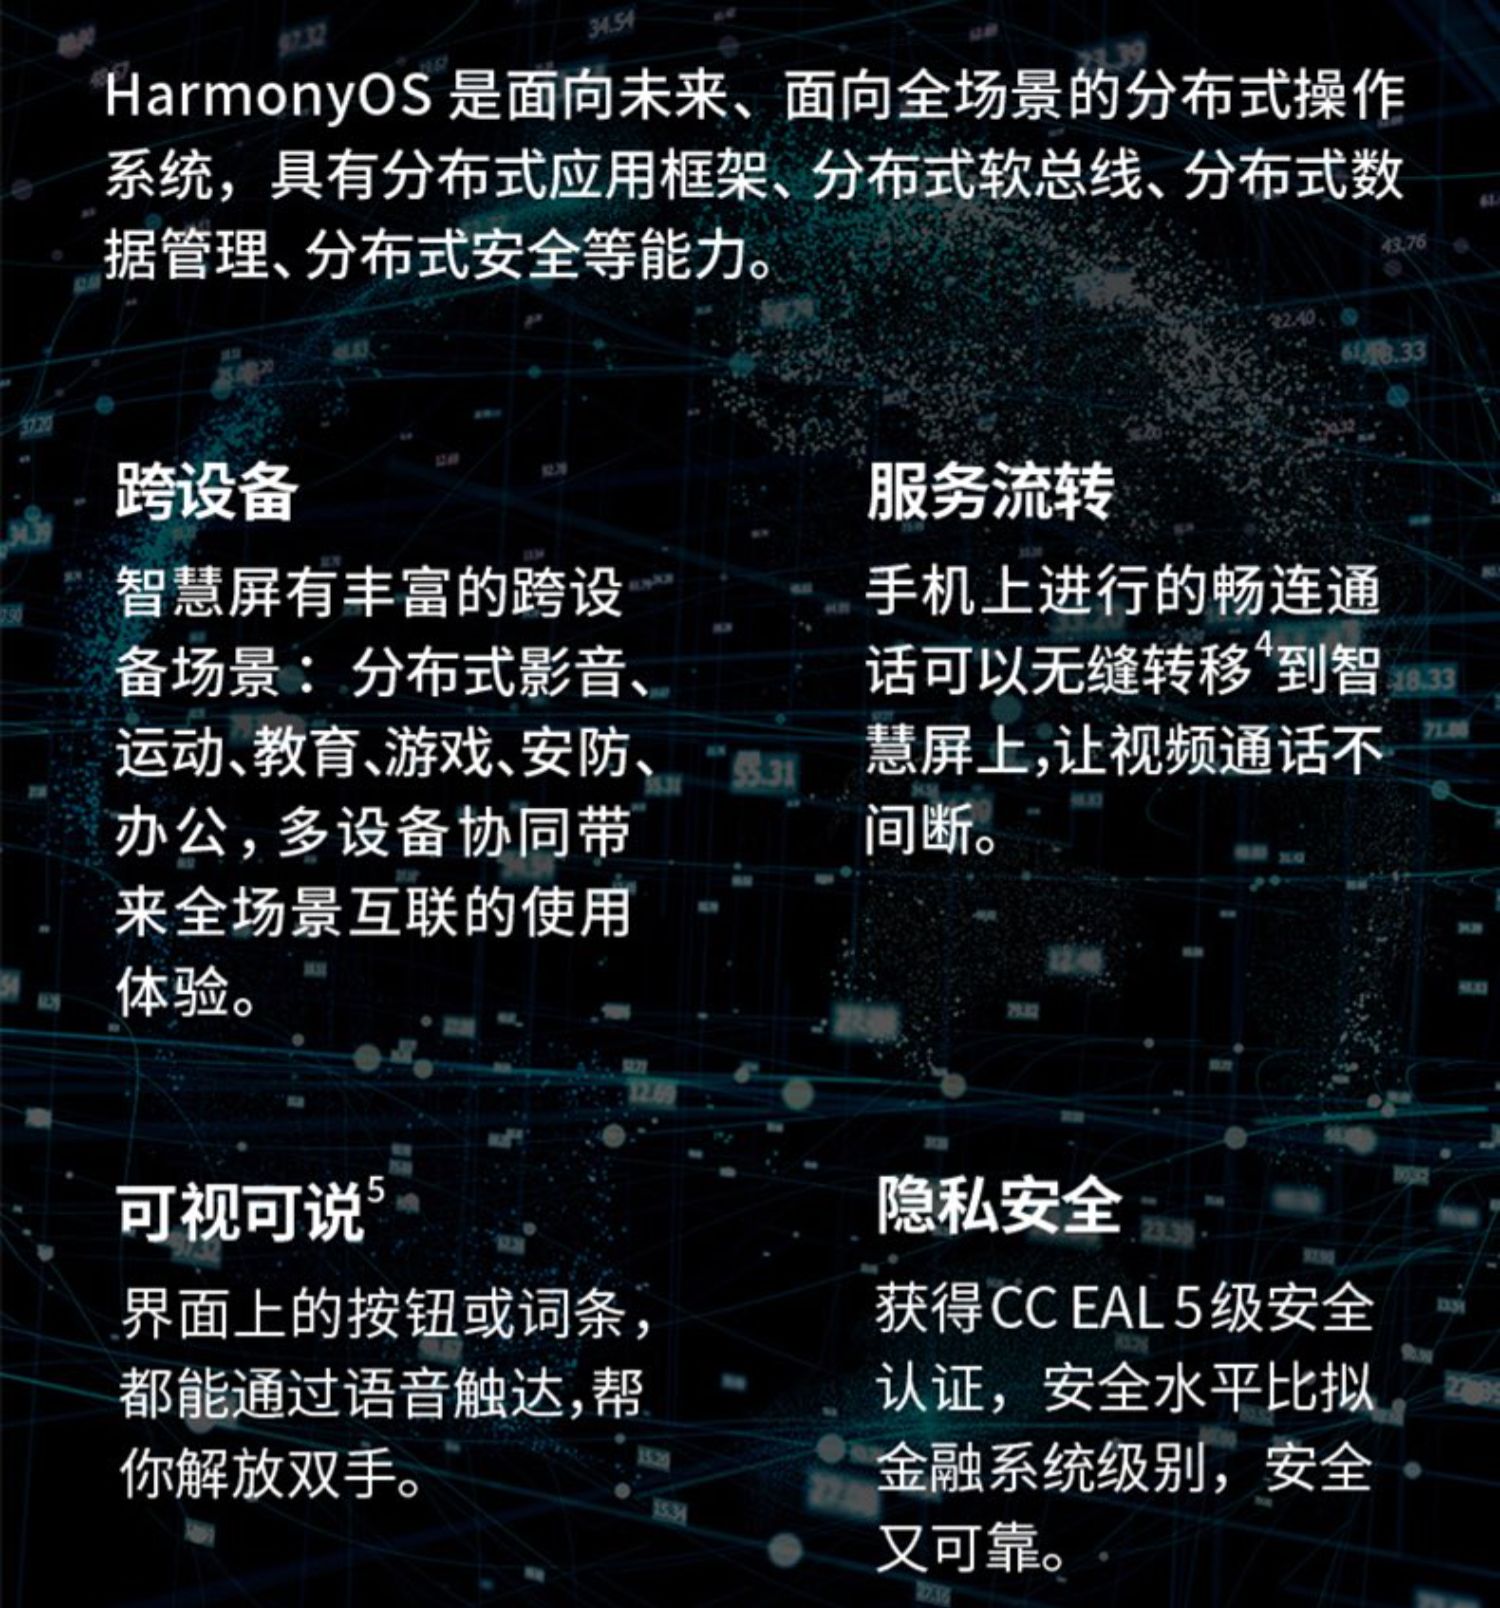 HarmonyOS 是面向未来、面向全场景的分布式操作
系统，具有分布式应用框架、分布式软总线、分布式数
据管理、分布式安全等能力。
跨设备
智慧屏有丰富的跨设
备场景：分布式影音、
运动、教育、游戏、安防、
办公，多设备协同带
来全场景互联的使用
体验。
服务流转
手机上进行的畅连通
话可以无缝转移4到智
慧屏上，让视频通话不
间断。
可视可说5
界面上的按钮或词条，
都能通过语音触达，帮
你解放双手。
隐私安全
获得CC EAL 5级安全
认证，安全水平比拟
金融系统级别，安全
又可靠。
34.54
43.76
55.31
18.33
12.69